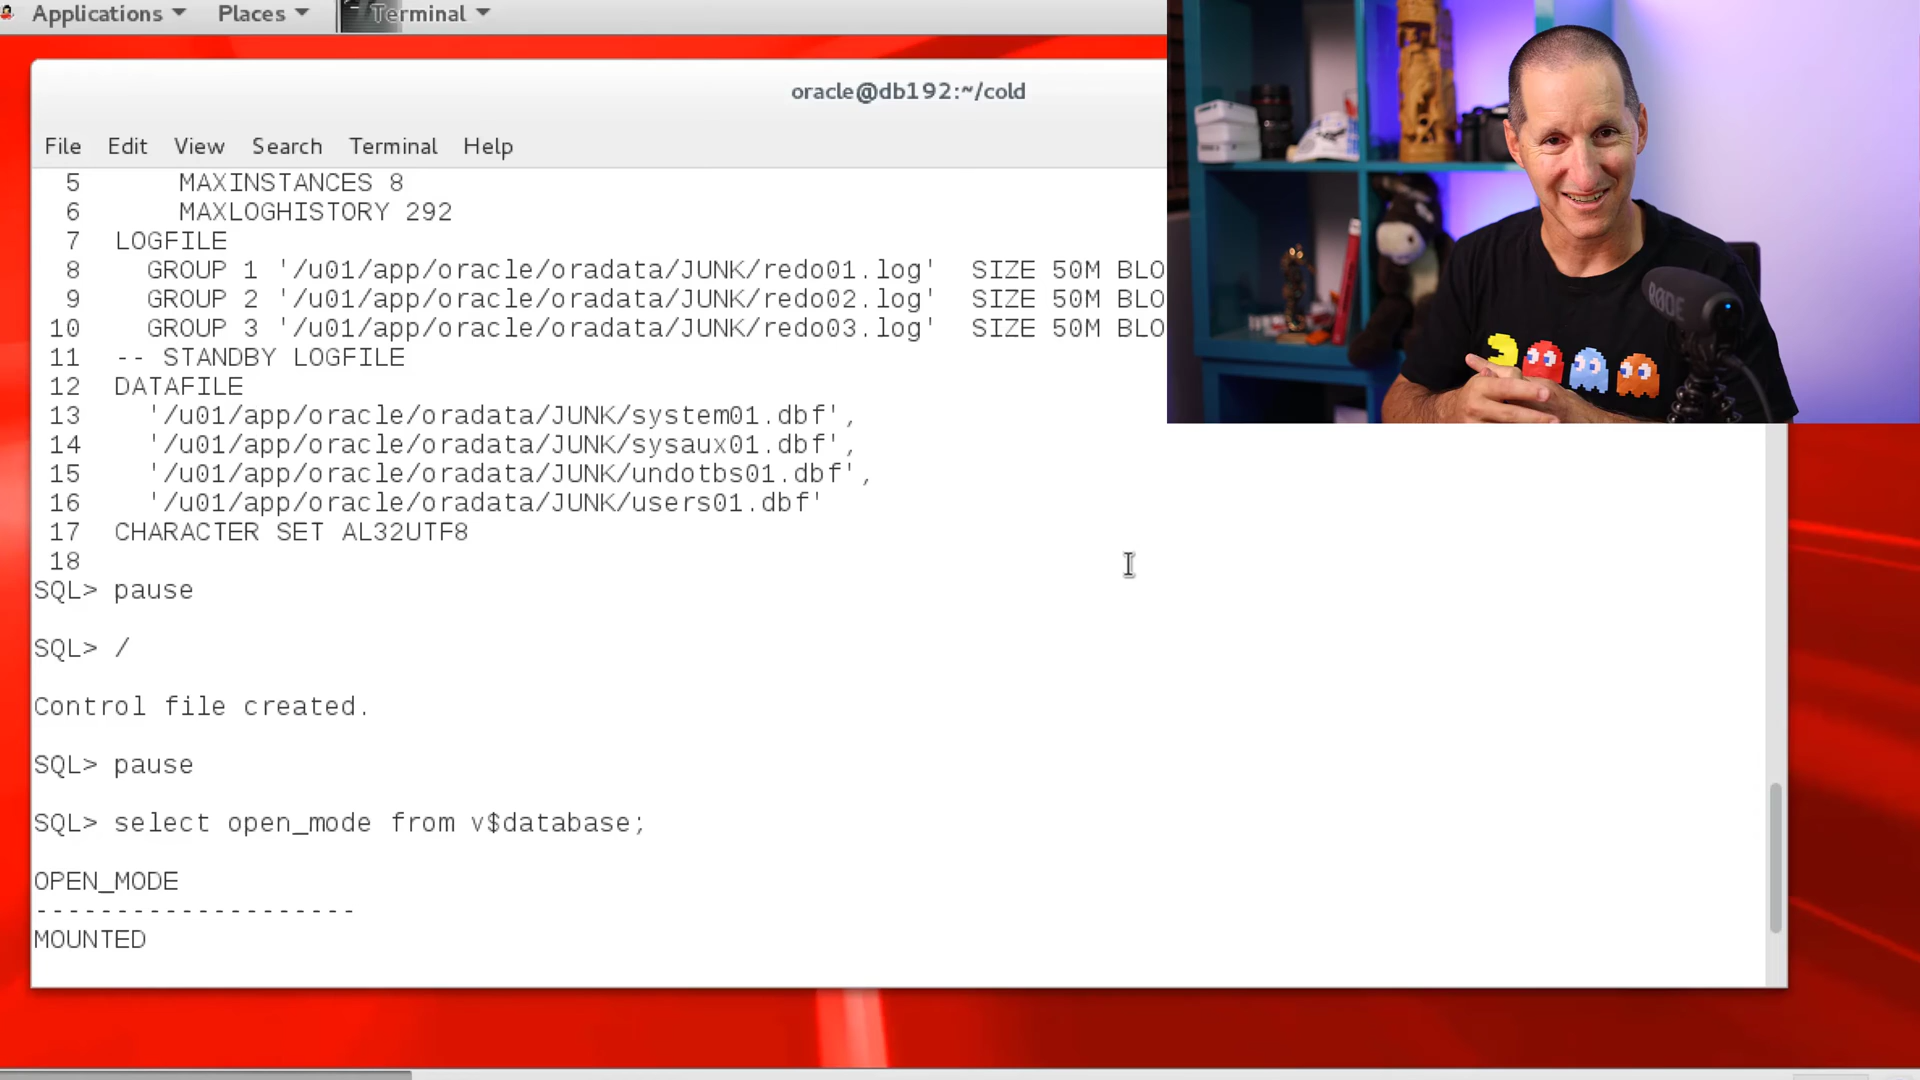 Applications Places Terminal
oracle@db192:~/cold
File Edit View Search Terminal Help
5 MAXINSTANCES 8
6 MAXLOGHISTORY 292
7 LOGFILE
8 GROUP 1 '/u01/app/oracle/oradata/JUNK/redo01.log' SIZE 50M BLO
9 GROUP 2 '/u01/app/oracle/oradata/JUNK/redo02.log' SIZE 50M BLO
10 GROUP 3 '/u01/app/oracle/oradata/JUNK/redo03.log' SIZE 50M BLO
11 -- STANDBY LOGFILE
12 DATAFILE
13 '/u01/app/oracle/oradata/JUNK/system01.dbf',
14 '/u01/app/oracle/oradata/JUNK/sysaux01.dbf',
15 '/u01/app/oracle/oradata/JUNK/undotbs01.dbf',
16 '/u01/app/oracle/oradata/JUNK/users01.dbf'
17 CHARACTER SET AL32UTF8
18
SQL> pause
SQL> /
Control file created.
SQL> pause
SQL> select open_mode from v$database;
OPEN_MODE
--------------------
MOUNTED
RØDE